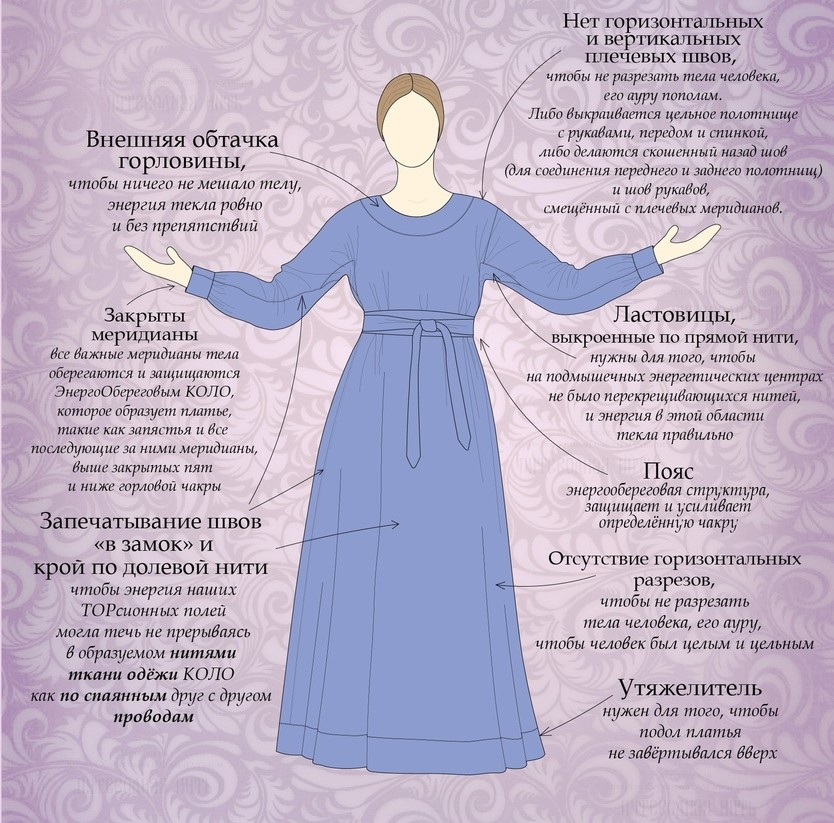 Нет горизонтальных
и вертикальных
плечевых швов,
чтобы не разрезать тела человека,
его ауру пополам.
Либо выкраивается цельное полотнище
с рукавами, передом и спинкой,
либо делаются скошенный назад шов
(для соединения переднего и заднего полотнищ)
и шов рукавов,
смещённый с плечевых меридианов.
Внешняя обтачка
горловины,
чтобы ничего не мешало телу,
энергия текла ровно
и без препятствий
Закрыты
меридианы
все важные меридианы тела
оберегаются и защищаются
ЭнергоОбереговым КОЛО,
которое образует платье,
такие как запястья и все
последующие за ними меридианы,
выше закрытых пят
и ниже горловой чакры
Ластовицы,
выкроенные по прямой нити,
нужны для того, чтобы
на подмышечных энергетических центрах
не было перекрещивающихся нитей,
и энергия в этой области
текла правильно
Пояс
энергообереговая структура,
защищает и усиливает
определённую чакру
Запечатывание швов
«в замок» и
крой по долевой нити
чтобы энергия наших
ТОРсионных полей
могла течь не прерываясь
в образуемом нитями
ткани одёжи КОЛО
как по спаянным друг с другом
проводам
Отсутствие горизонтальных
разрезов,
чтобы не разрезать
тела человека, его ауру,
чтобы человек был целым и цельным
Утяжелитель
нужен для того, чтобы
подол платья
не завёртывался вверх